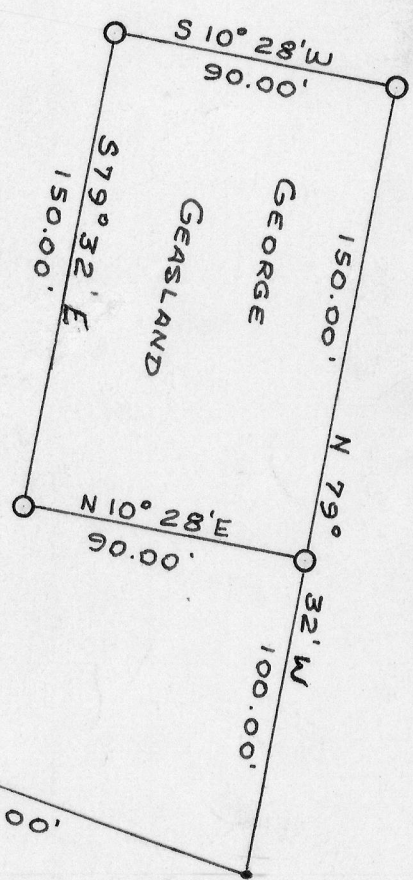 S 10° 28' W
90.00'
150.00' N 79° 32' W
100.00'
GEORGE
GEASLAND
S79° 32' E
150.00'
N 10° 28' E
90.00'
00'